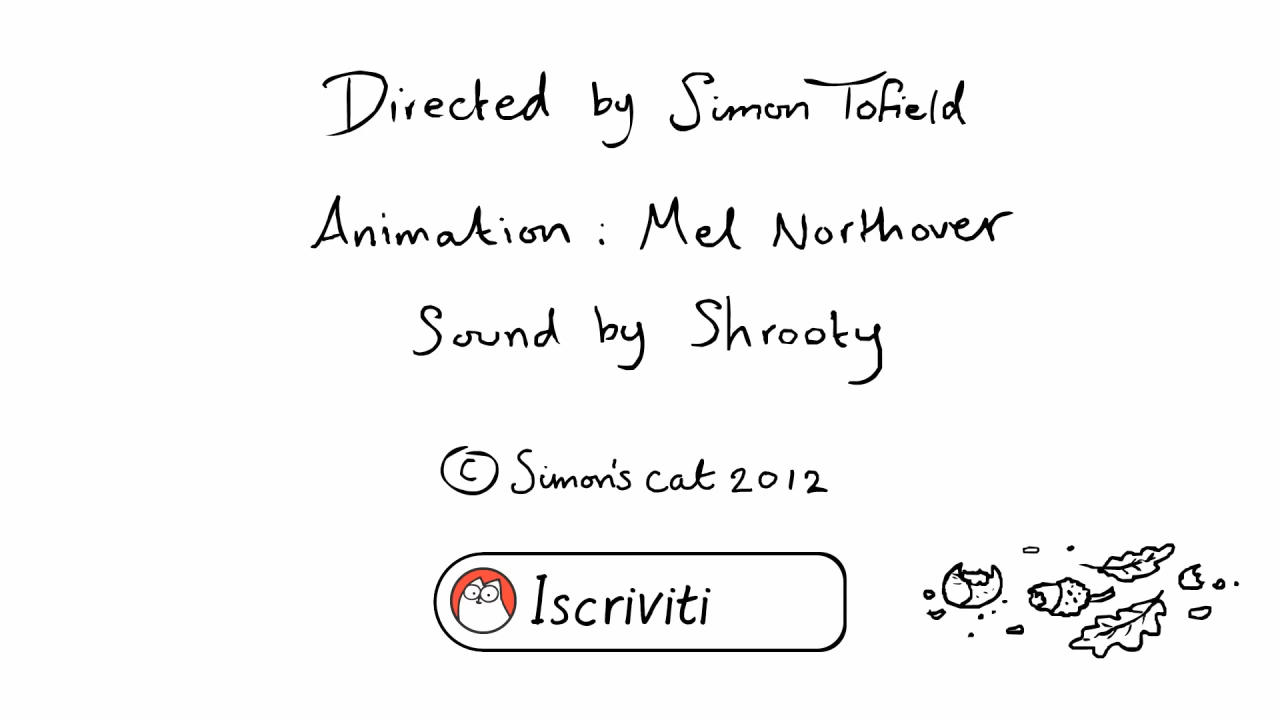 Directed by Simon Tofield
Animation : Mel Northover
Sound by Shrooty
© Simon's cat 2012
Iscriviti